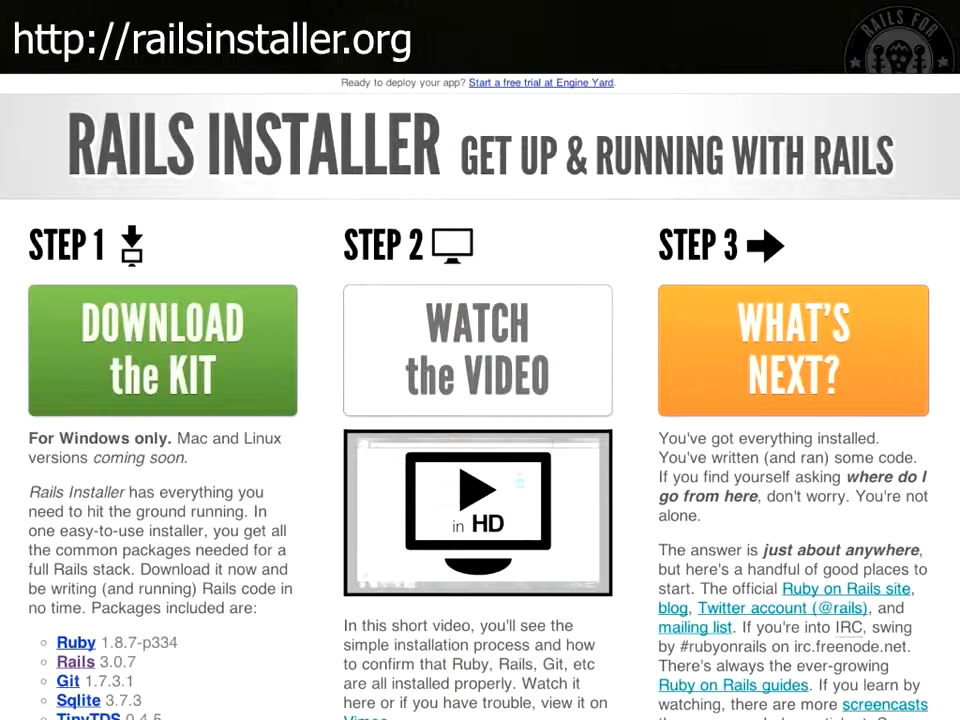 http://railsinstaller.org
RAILS FOR
Ready to deploy your app? Start a free trial at Engine Yard.
RAILS INSTALLER GET UP & RUNNING WITH RAILS
STEP 1
DOWNLOAD
the KIT
For Windows only. Mac and Linux
versions coming soon.
Rails Installer has everything you
need to hit the ground running. In
one easy-to-use installer, you get all
the common packages needed for a
full Rails stack. Download it now and
be writing (and running) Rails code in
no time. Packages included are:
Ruby 1.8.7-p334
Rails 3.0.7
Git 1.7.3.1
Sqlite 3.7.3
TinyTDS 0.4.5
STEP 2
WATCH
the VIDEO
in HD
In this short video, you'll see the
simple installation process and how
to confirm that Ruby, Rails, Git, etc
are all installed properly. Watch it
here or if you have trouble, view it on
Vimeo
STEP 3
WHAT'S
NEXT?
You've got everything installed.
You've written (and ran) some code.
If you find yourself asking where do I
go from here, don't worry. You're not
alone.
The answer is just about anywhere,
but here's a handful of good places to
start. The official Ruby on Rails site,
blog, Twitter account (@rails), and
mailing list. If you're into IRC, swing
by #rubyonrails on irc.freenode.net.
There's always the ever-growing
Ruby on Rails guides. If you learn by
watching, there are more screencasts